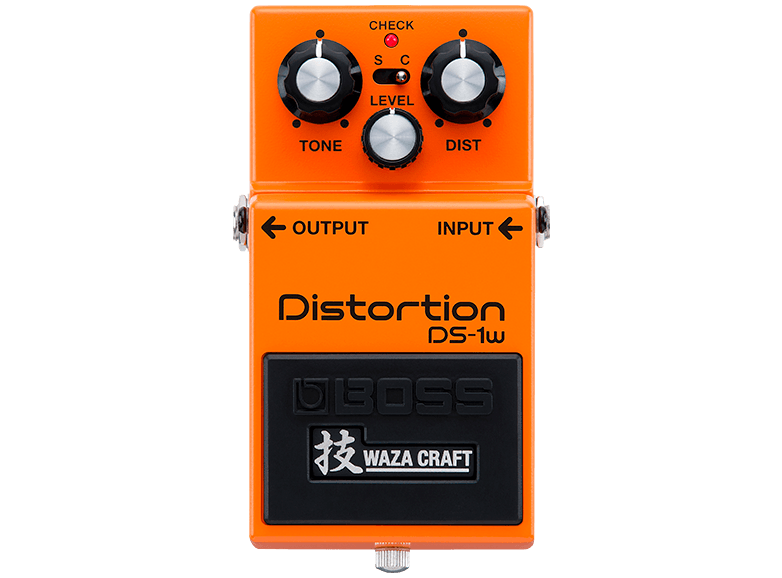 CHECK
S C
LEVEL
TONE
DIST
OUTPUT
INPUT
Distortion
DS-1w
BOSS
技 WAZA CRAFT